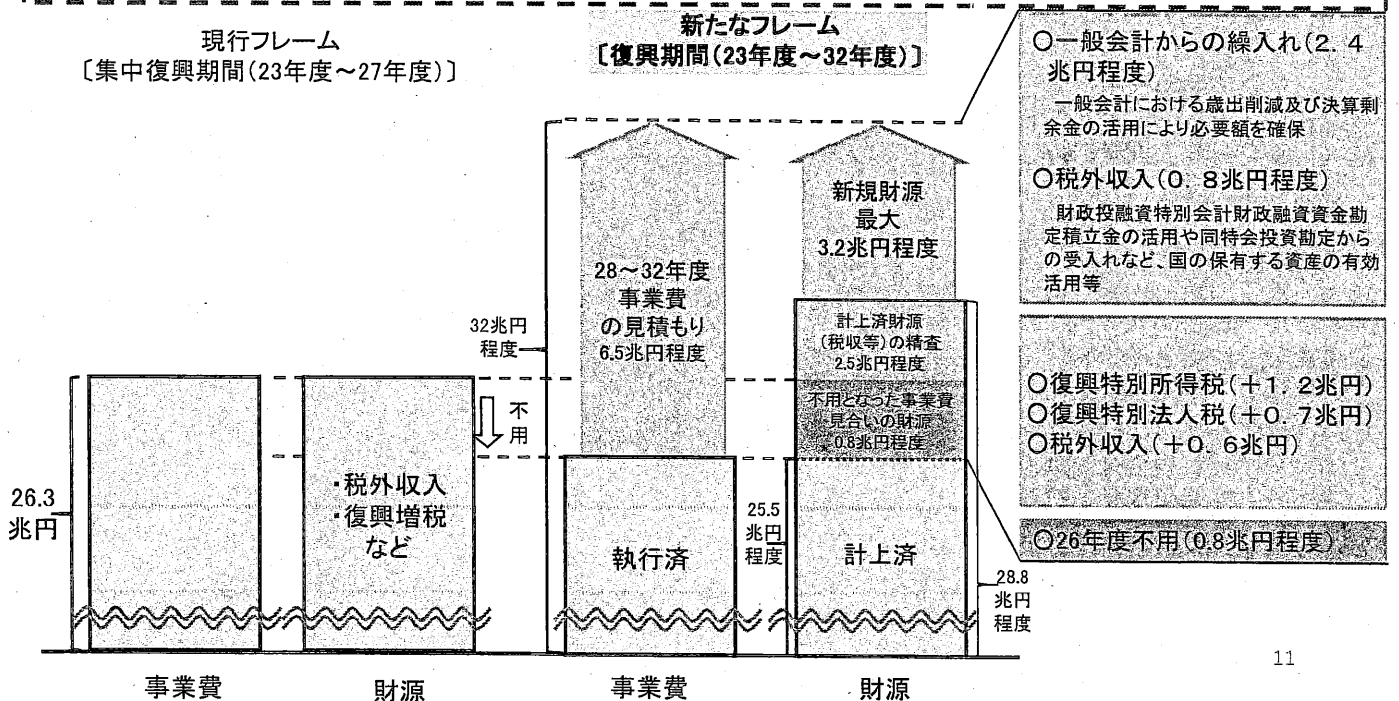 現行フレーム
〔集中復興期間(23年度～27年度)〕
26.3
兆円
・税外収入
・復興増税
など
不
用
事業費
財源
新たなフレーム
〔復興期間(23年度～32年度)〕
32兆円
程度
28～32年度
事業費
の見積もり
6.5兆円程度
執行済
25.5
兆円
程度
新規財源
最大
3.2兆円程度
計上済財源
(税収等)の精査
2.5兆円程度
不用となった事業費
見合いの財源
0.8兆円程度
計上済
28.8
兆円
程度
事業費
財源
○一般会計からの繰入れ(2.4
兆円程度)
一般会計における歳出削減及び決算剰
余金の活用により必要額を確保
○税外収入(0.8兆円程度)
財政投融資特別会計財政融資資金勘
定積立金の活用や同特会投資勘定から
の受入れなど、国の保有する資産の有効
活用等
○復興特別所得税(+1.2兆円)
○復興特別法人税(+0.7兆円)
○税外収入(+0.6兆円)
○26年度不用(0.8兆円程度)
11